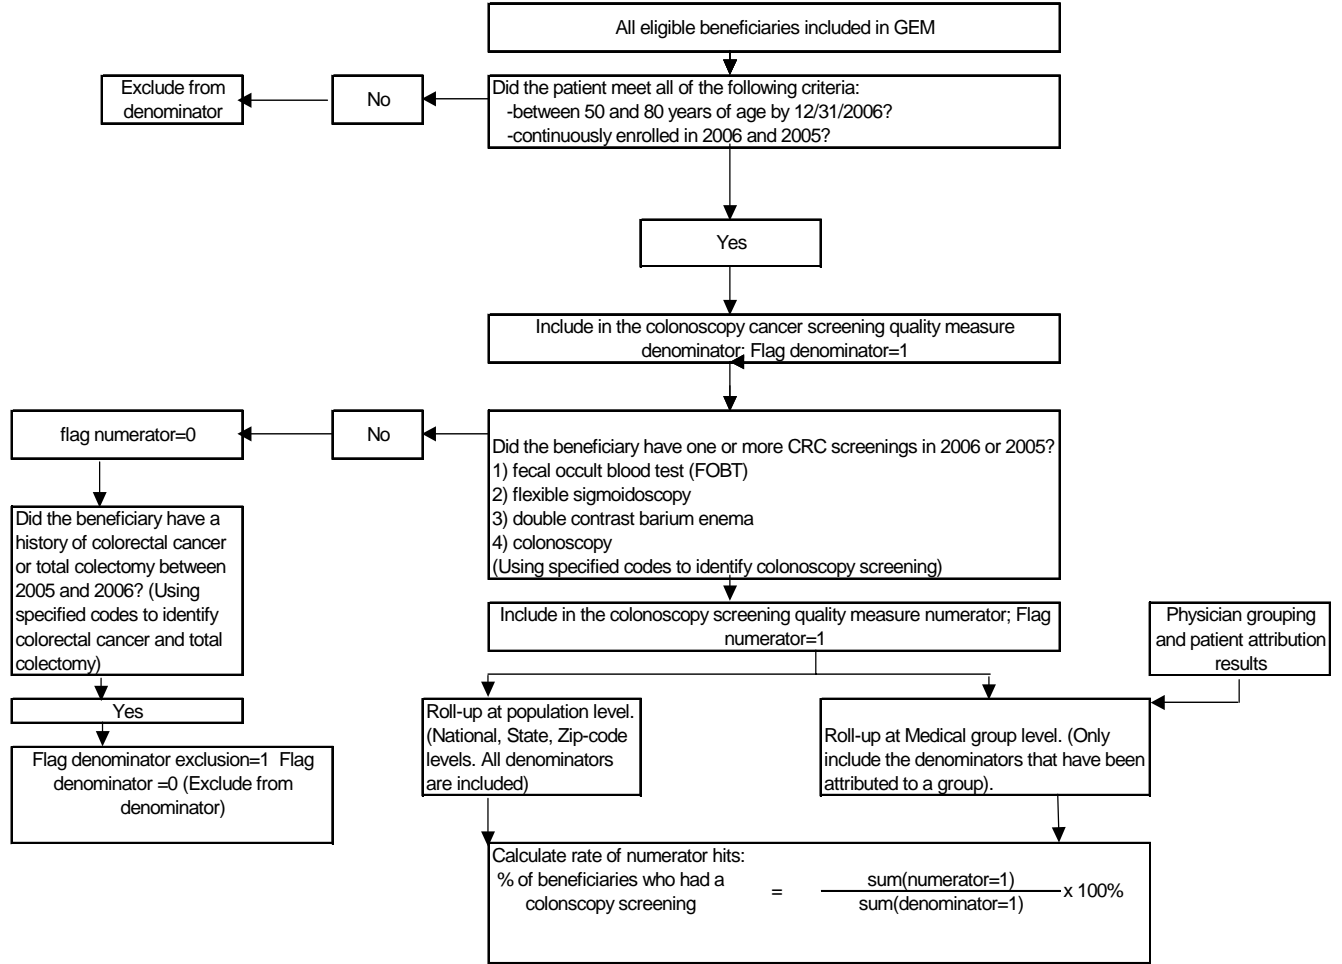 All eligible beneficiaries included in GEM
Exclude from
denominator
No
Did the patient meet all of the following criteria:
-between 50 and 80 years of age by 12/31/2006?
-continuously enrolled in 2006 and 2005?
Yes
Include in the colonoscopy cancer screening quality measure
denominator; Flag denominator=1
flag numerator=0
No
Did the beneficiary have one or more CRC screenings in 2006 or 2005?
1) fecal occult blood test (FOBT)
2) flexible sigmoidoscopy
3) double contrast barium enema
4) colonoscopy
(Using specified codes to identify colonoscopy screening)
Did the beneficiary have a
history of colorectal cancer
or total colectomy between
2005 and 2006? (Using
specified codes to identify
colorectal cancer and total
colectomy)
Include in the colonoscopy screening quality measure numerator; Flag
numerator=1
Physician grouping
and patient attribution
results
Yes
Roll-up at population level.
(National, State, Zip-code
levels. All denominators
are included)
Roll-up at Medical group level. (Only
include the denominators that have been
attributed to a group).
Flag denominator exclusion=1  Flag
denominator =0 (Exclude from
denominator)
Calculate rate of numerator hits:
% of beneficiaries who had a
colonscopy screening
=
sum(numerator=1)
sum(denominator=1)
x 100%